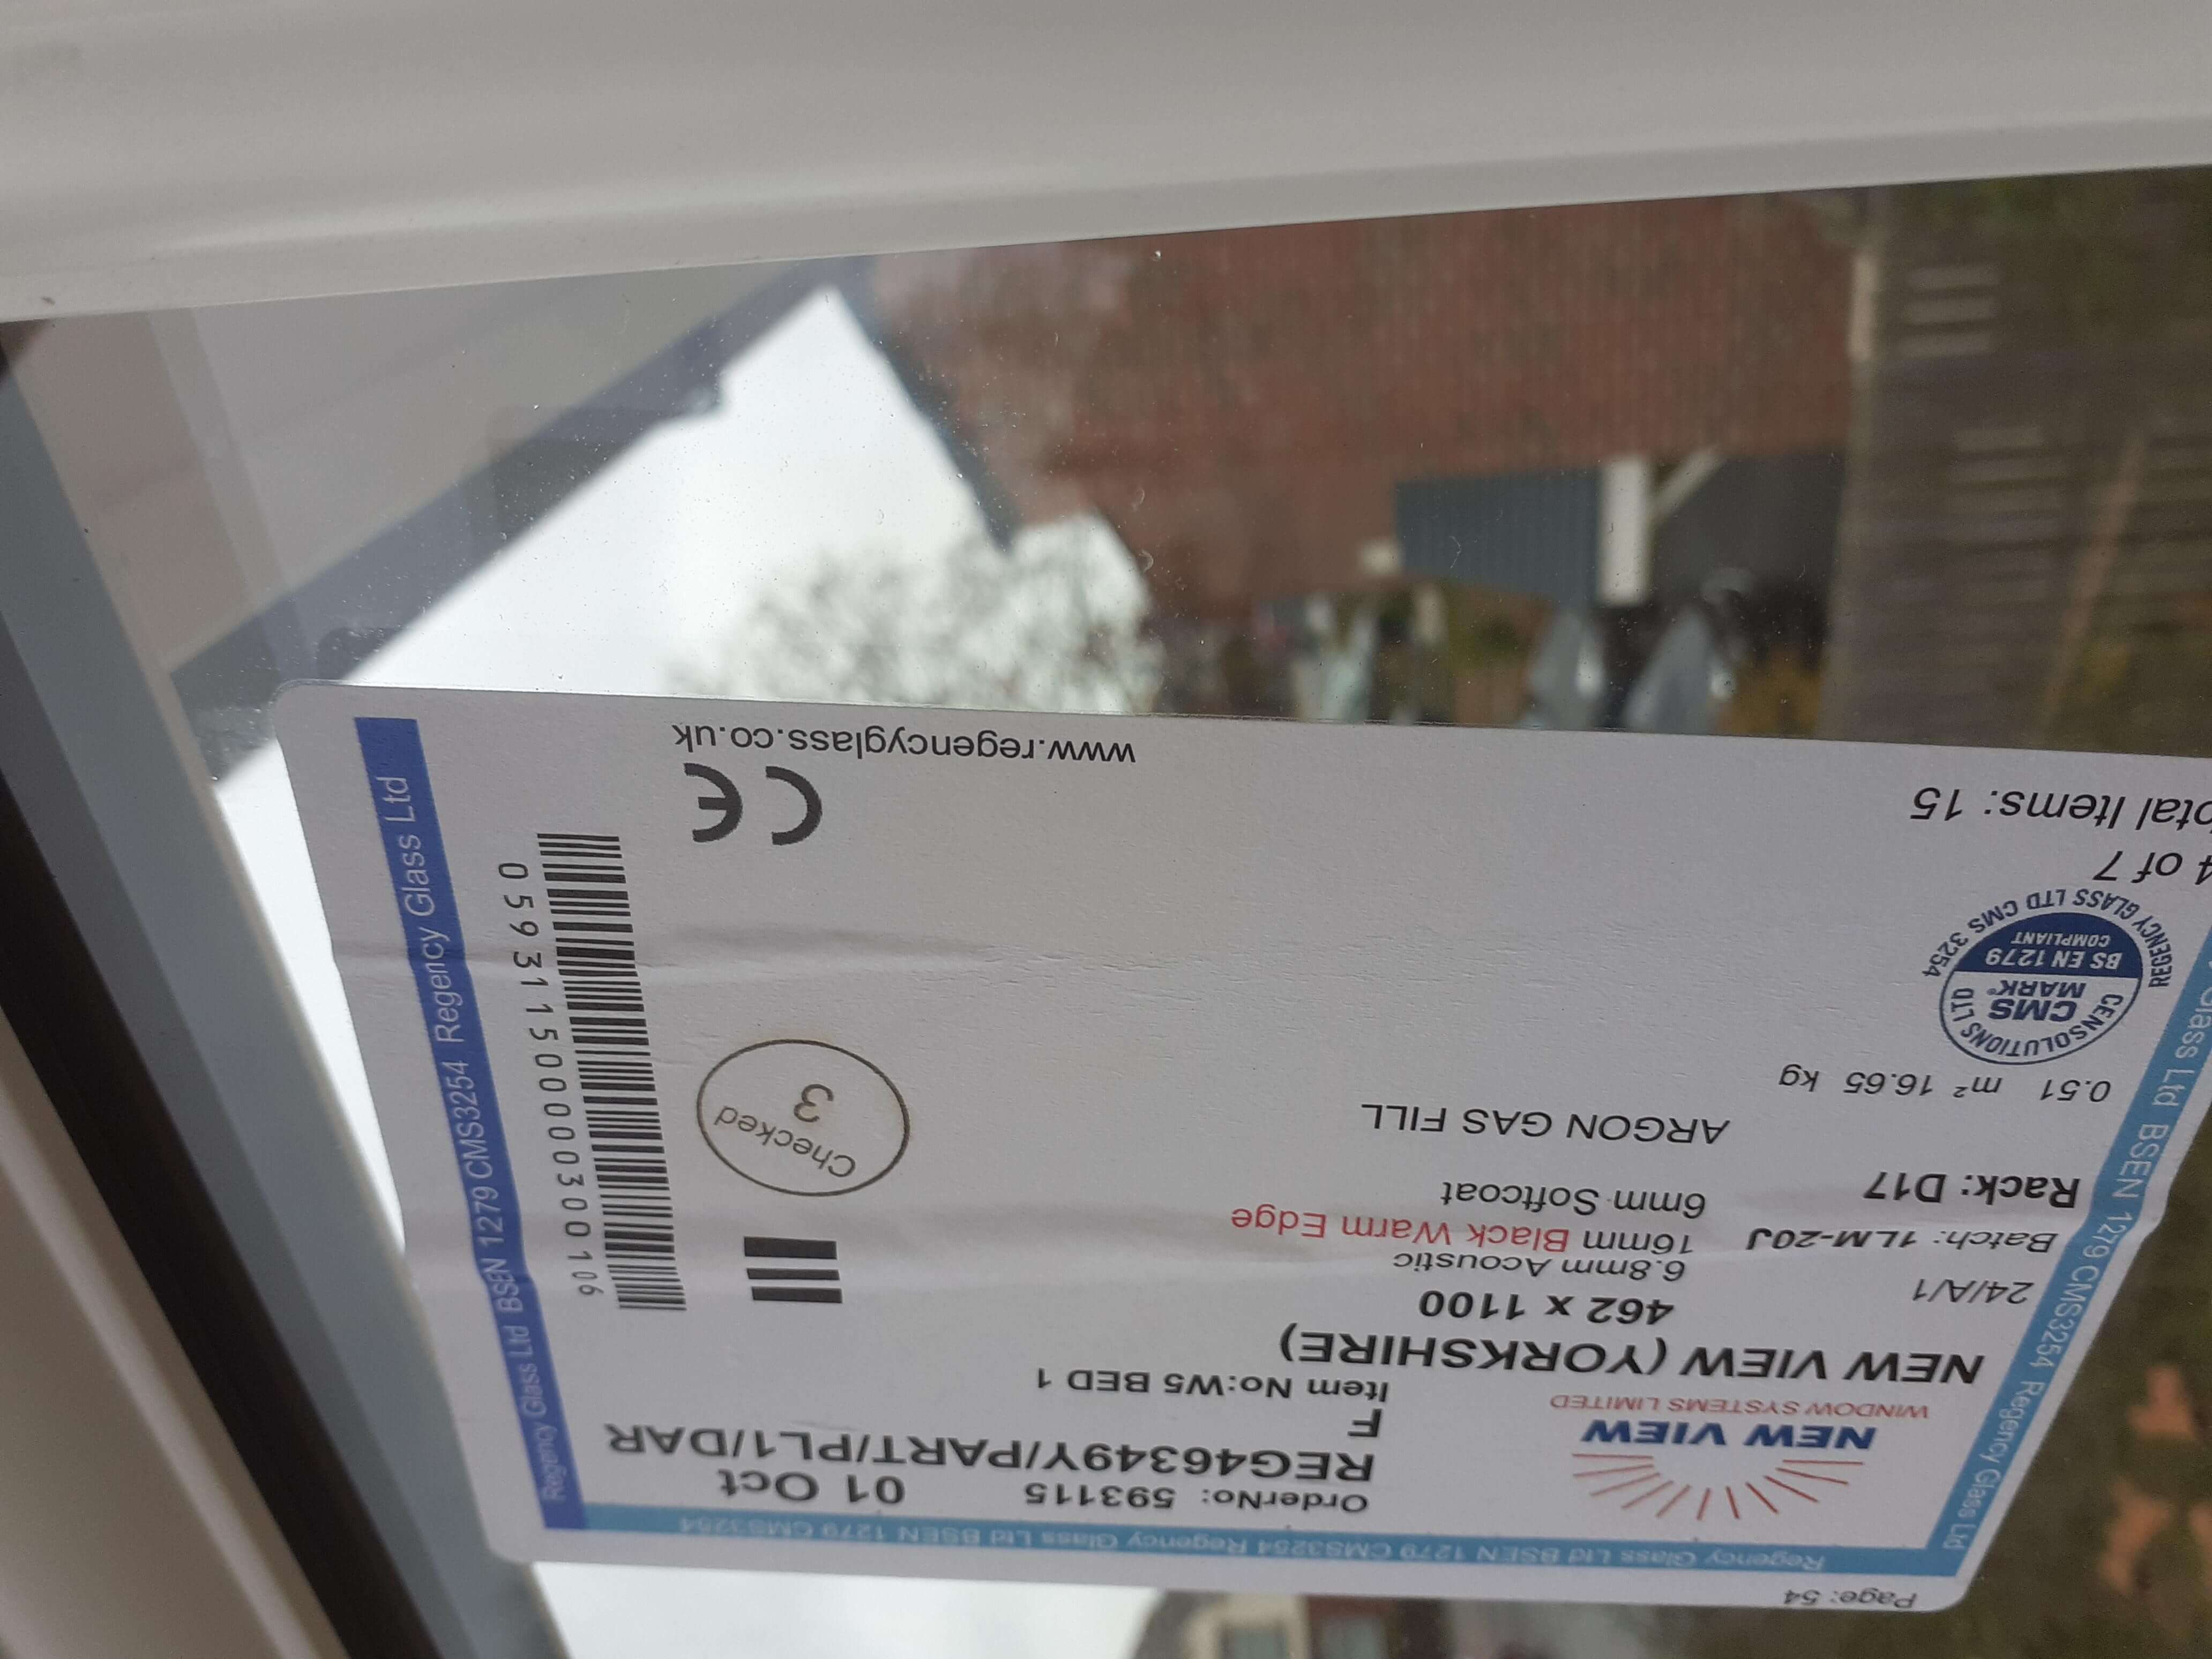 Page: 54
Regency Glass Ltd BSEN 1279 CMS3254 Regency Glass Ltd BSEN 1279 CMS3254
NEW VIEW
WINDOW SYSTEMS LIMITED
OrderNo: 593115 01 Oct
REG46349Y/PART/PL1/DAR
F
Item No:W5 BED 1
NEW VIEW (YORKSHIRE)
462 x 1100
24/A/1
6.8mm Acoustic
Batch: 1LM-20J
16mm Black Warm Edge
Rack: D17
6mm Softcoat
ARGON GAS FILL
0.51 m² 16.65 kg
CENSOLUTIONS LTD
CMS
MARK®
BS EN 1279
COMPLIANT
REGENCY GLASS LTD CMS 3254
4 of 7
otal Items: 15
Checked
3
0593115000000300106
CE
www.regencyglass.co.uk
Regency Glass Ltd BSEN 1279 CMS3254 Regency Glass Ltd
Regency Glass Ltd BSEN 1279 CMS3254 Regency Glass Ltd